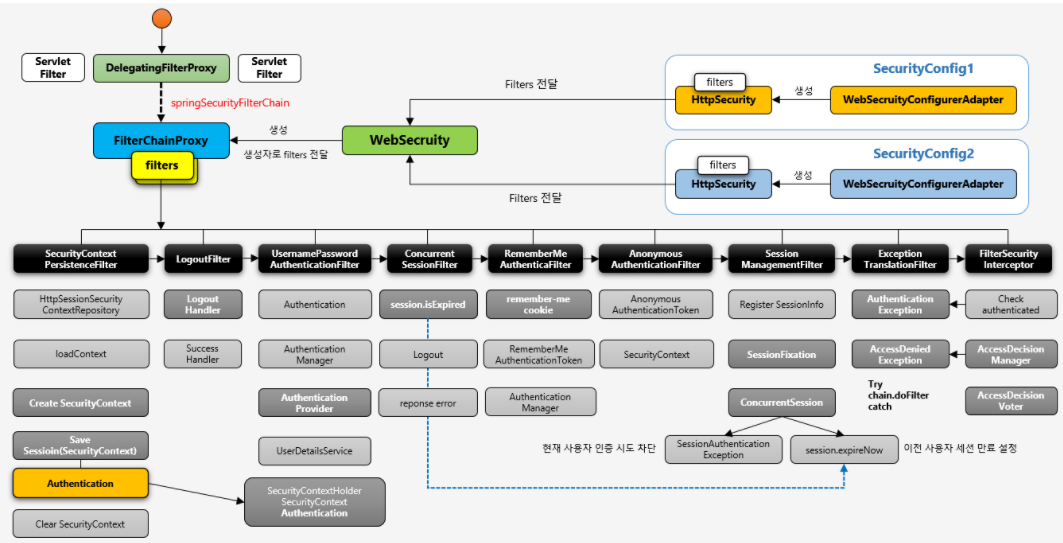 Servlet
Filter
DelegatingFilterProxy
Servlet
Filter
springSecurityFilterChain
FilterChainProxy
filters
생성
생성자로 filters 전달
WebSecruity
Filters 전달
Filters 전달
SecurityConfig1
filters
HttpSecurity
생성
WebSecruityConfigurerAdapter
SecurityConfig2
filters
HttpSecurity
생성
WebSecruityConfigurerAdapter
SecurityContext
PersistenceFilter
LogoutFilter
UsernamePassword
AuthenticationFilter
Concurrent
SessionFilter
RememberMe
AuthenticaFilter
Anonymous
AuthenticationFilter
Session
ManagementFilter
Exception
TranslationFilter
FilterSecurity
Interceptor
HttpSessionSecurity
ContextRepository
Logout
Handler
Authentication
session.isExpired
remember-me
cookie
Anonymous
AuthenticationToken
Register SessionInfo
Authentication
Exception
Check
authenticated
loadContext
Success
Handler
Authentication
Manager
Logout
RememberMe
AuthenticationToken
SecurityContext
SessionFixation
AccessDenied
Exception
AccessDecision
Manager
Create SecurityContext
Authentication
Provider
reponse error
Authentication
Manager
ConcurrentSession
Try
chain.doFilter
catch
AccessDecision
Voter
Save
Sessioin(SecurityContext)
UserDetailsService
현재 사용자 인증 시도 차단
SessionAuthentication
Exception
session.expireNow
이전 사용자 세션 만료 설정
Authentication
SecurityContextHolder
SecurityContext
Authentication
Clear SecurityContext